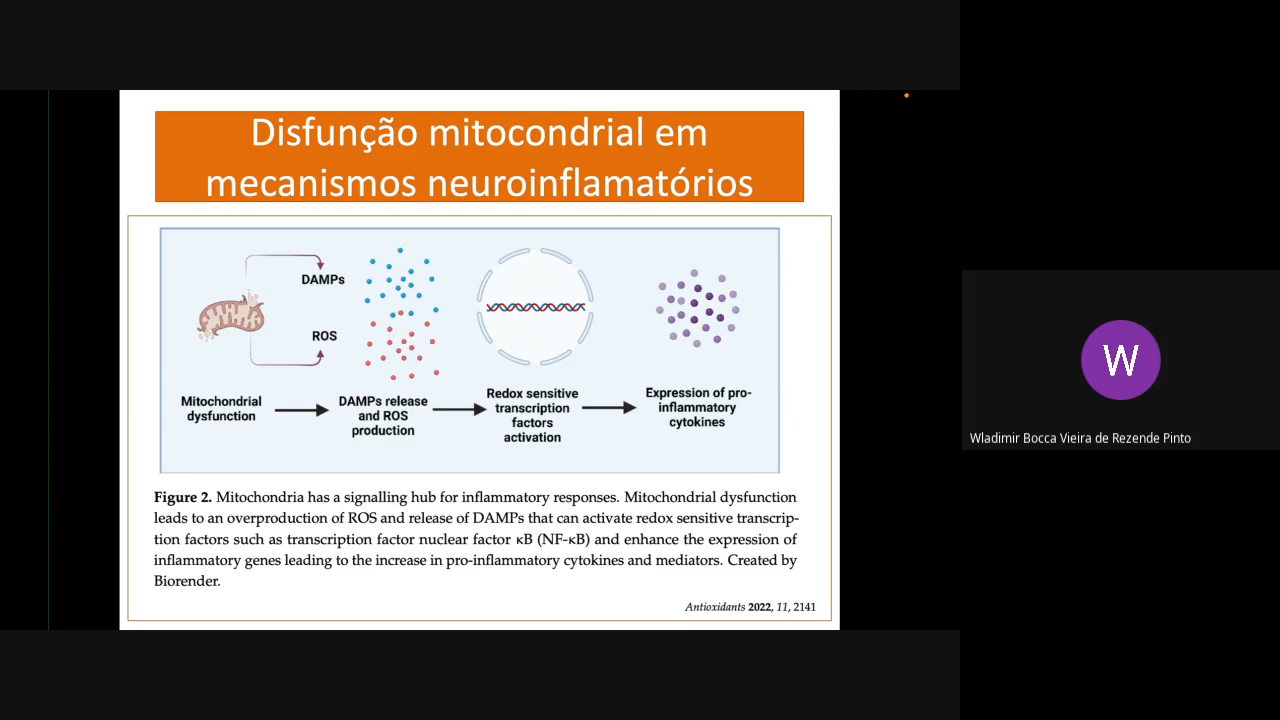 Disfunção mitocondrial em
mecanismos neuroinflamatórios
DAMPs
ROS
Mitochondrial
dysfunction
DAMPs release
and ROS
production
Redox sensitive
transcription
factors
activation
Expression of pro-
inflammatory
cytokines
Figure 2. Mitochondria has a signalling hub for inflammatory responses. Mitochondrial dysfunction
leads to an overproduction of ROS and release of DAMPs that can activate redox sensitive transcrip-
tion factors such as transcription factor nuclear factor κB (NF-κB) and enhance the expression of
inflammatory genes leading to the increase in pro-inflammatory cytokines and mediators. Created by
Biorender.
Antioxidants 2022, 11, 2141
W
Wladimir Bocca Vieira de Rezende Pinto